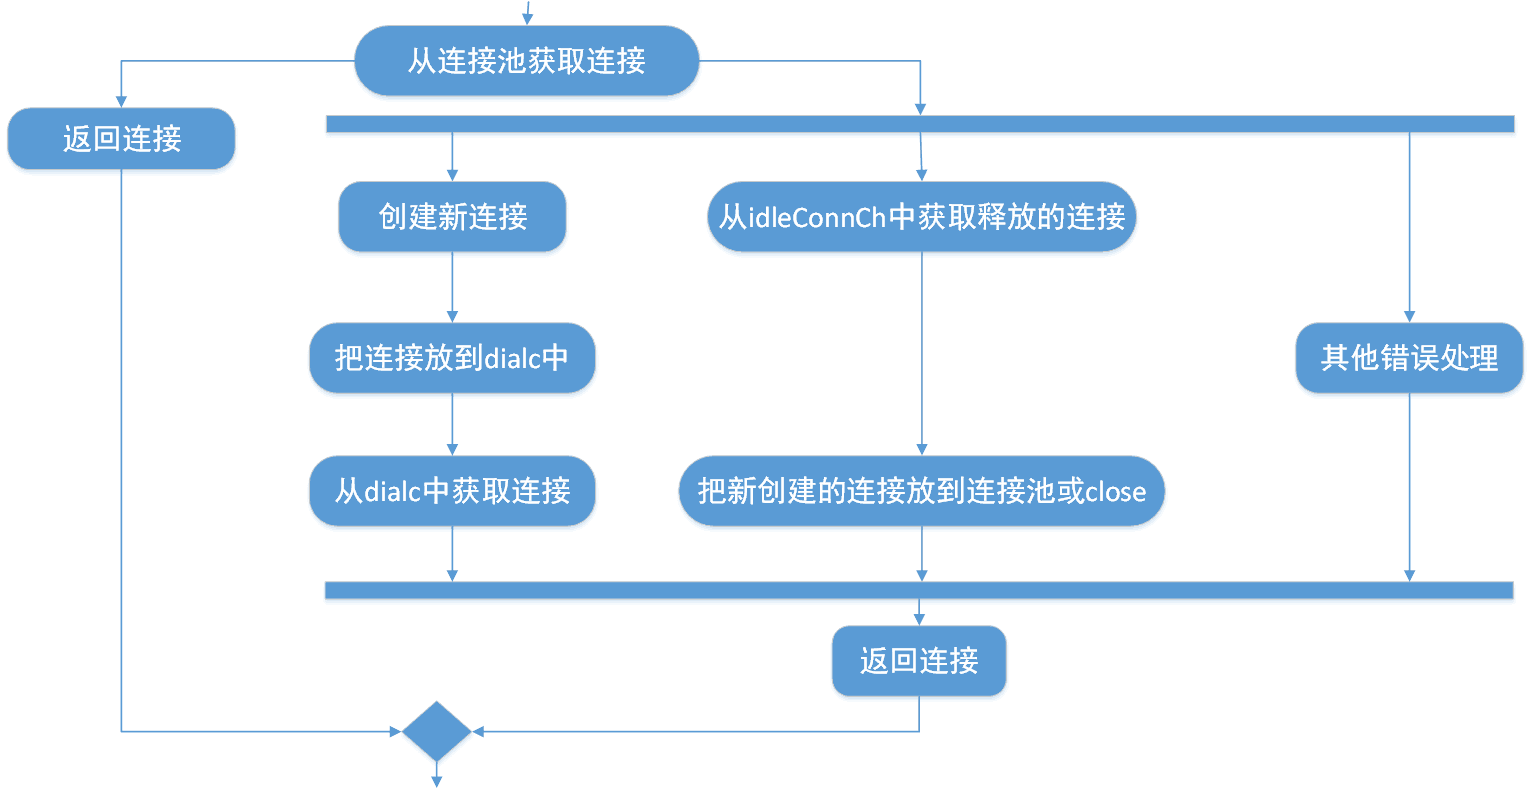 从连接池获取连接
返回连接
创建新连接
从idleConnCh中获取释放的连接
把连接放到dialc中
其他错误处理
从dialc中获取连接
把新创建的连接放到连接池或close
返回连接